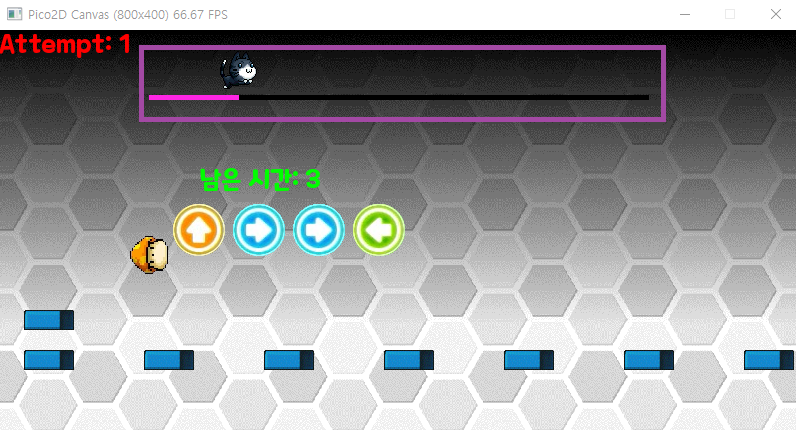 Pico2D Canvas (800x400) 66.67 FPS
Attempt: 1
남은 시간: 3